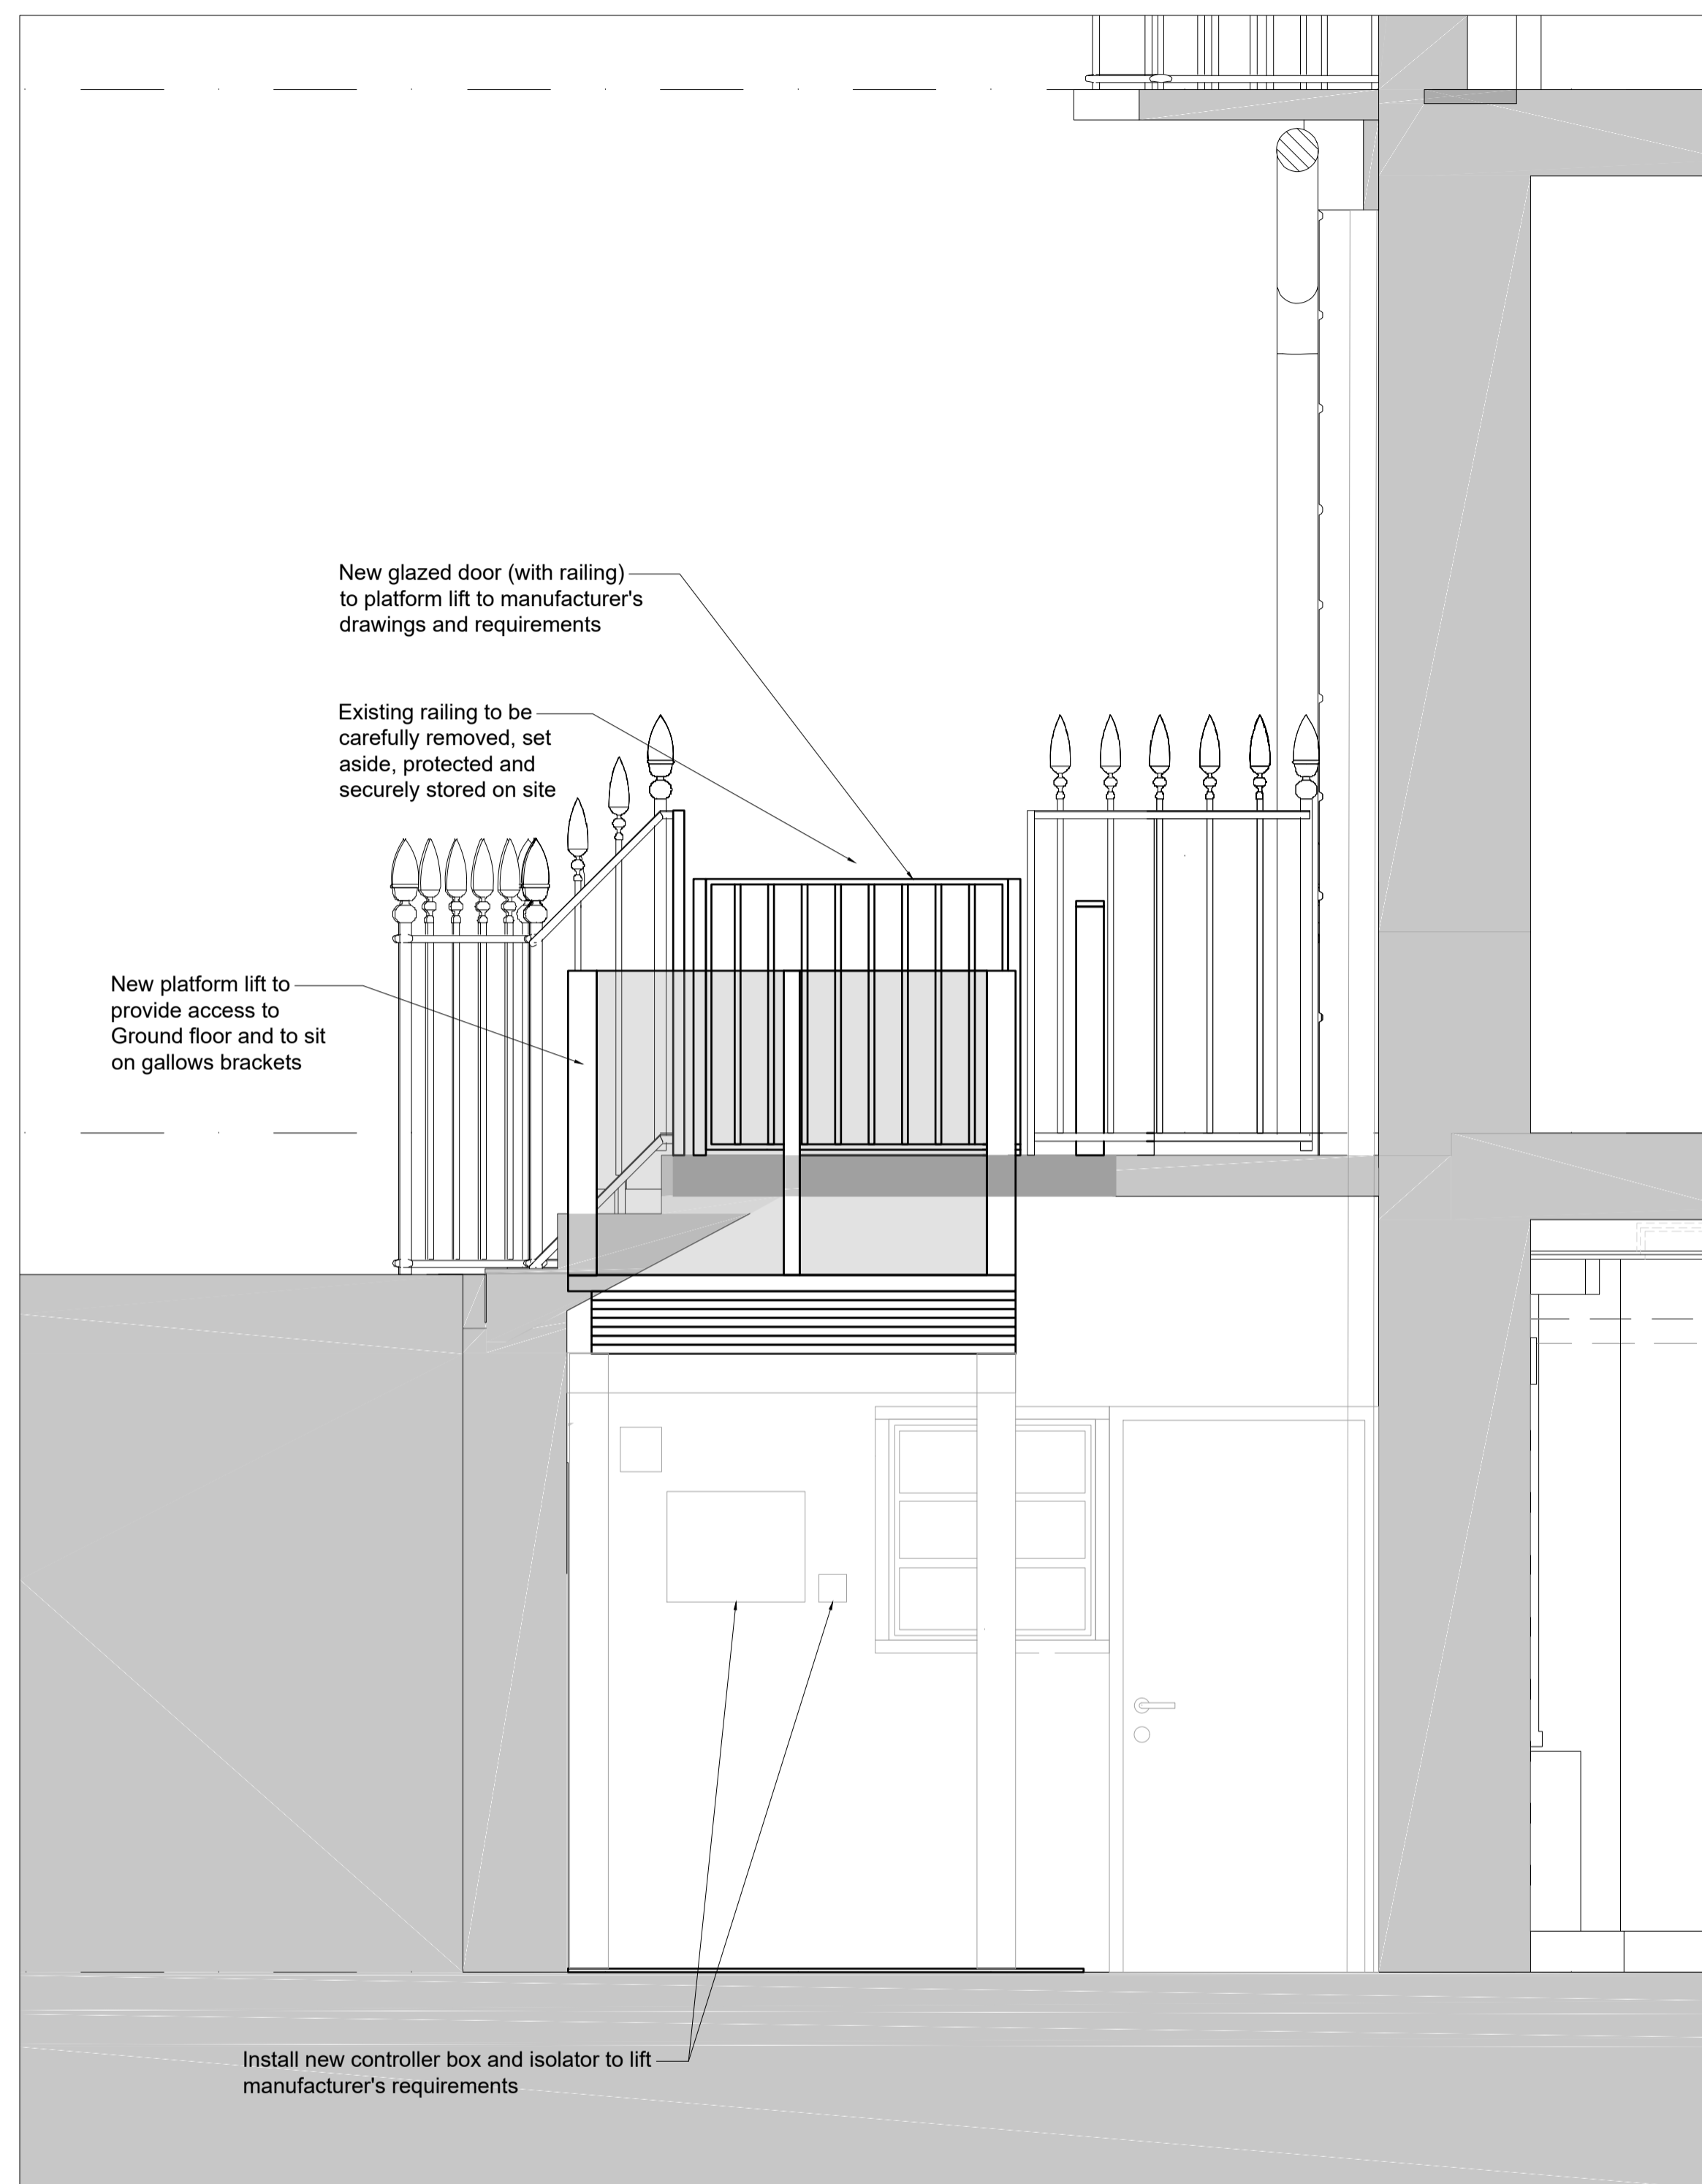 New glazed door (with railing)
to platform lift to manufacturer's
drawings and requirements
Existing railing to be
carefully removed, set
aside, protected and
securely stored on site
New platform lift to
provide access to
Ground floor and to sit
on gallows brackets
Install new controller box and isolator to lift
manufacturer's requirements